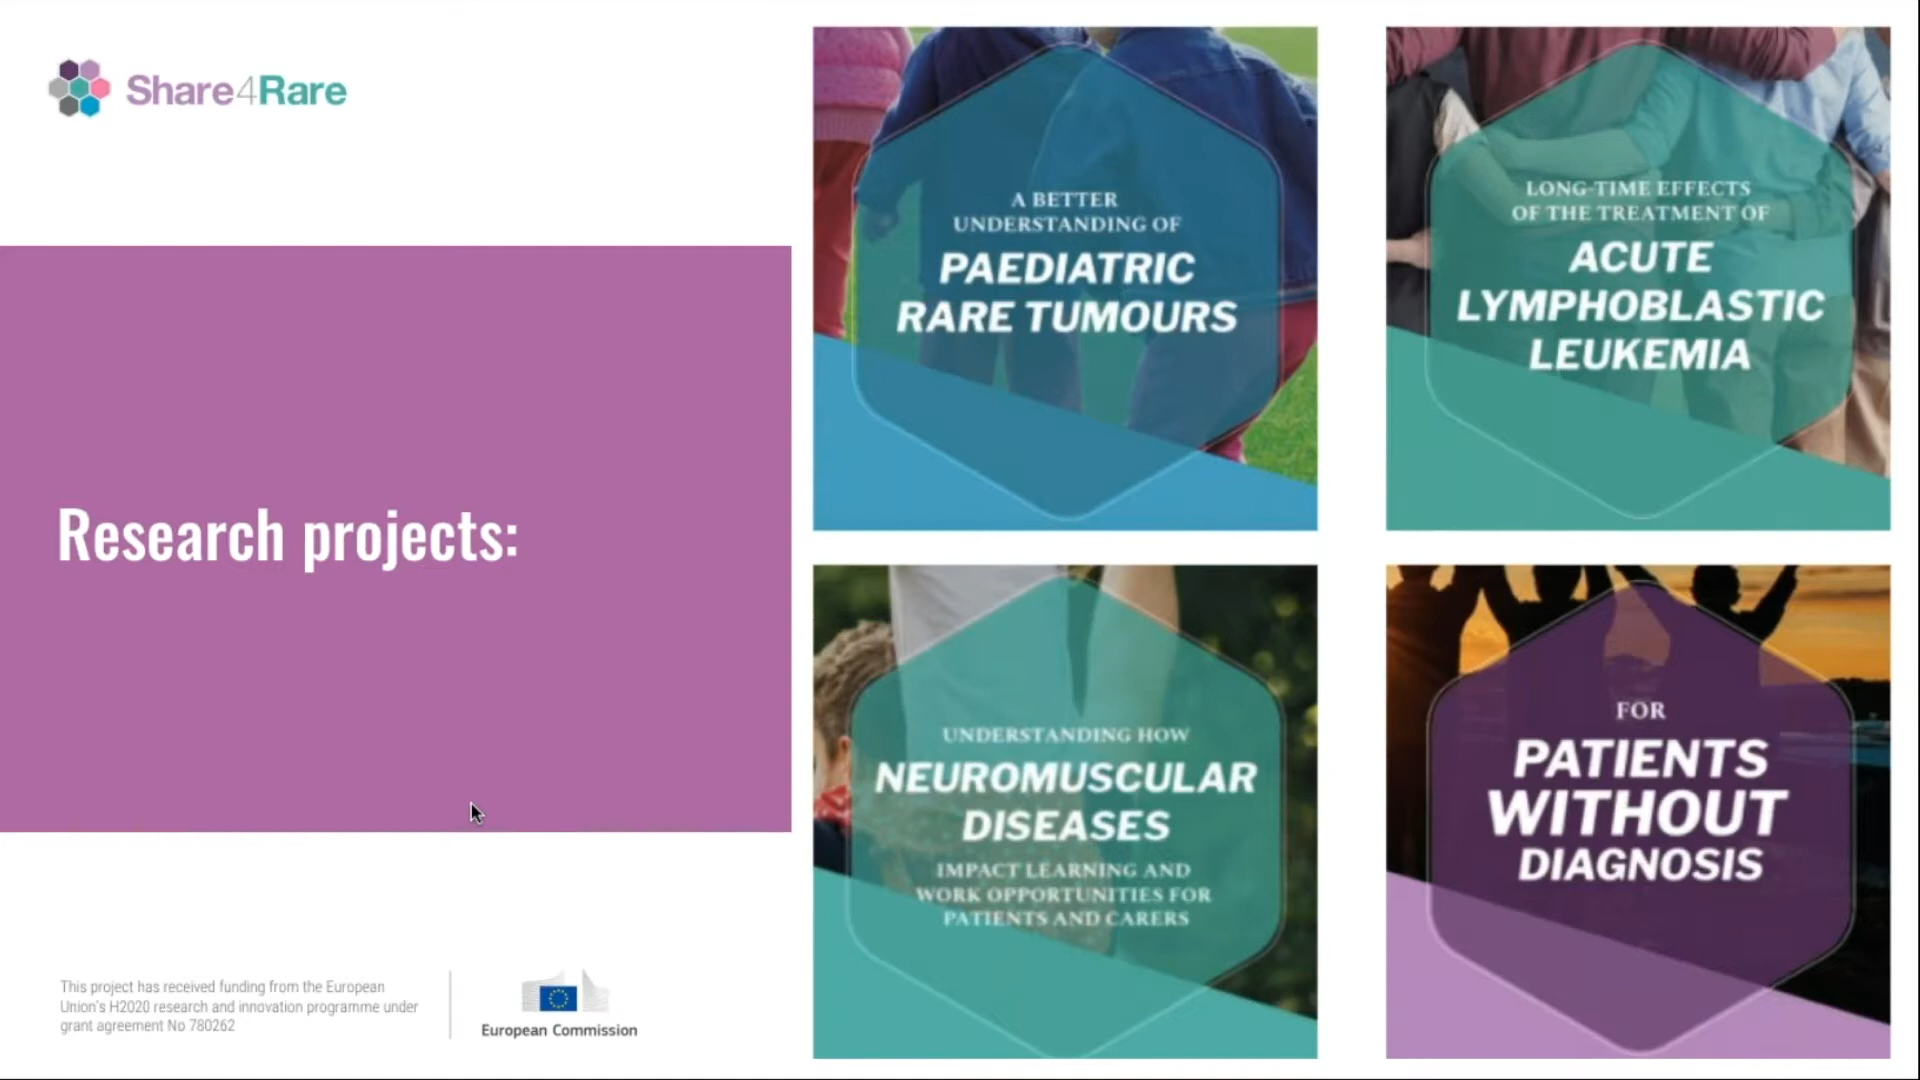 Share4Rare
Research projects:
This project has received funding from the European
Union's H2020 research and innovation programme under
grant agreement No 780262
European Commission
A BETTER
UNDERSTANDING OF
PAEDIATRIC
RARE TUMOURS
LONG-TIME EFFECTS
OF THE TREATMENT OF
ACUTE
LYMPHOBLASTIC
LEUKEMIA
UNDERSTANDING HOW
NEUROMUSCULAR
DISEASES
IMPACT LEARNING AND
WORK OPPORTUNITIES FOR
PATIENTS AND CARERS
FOR
PATIENTS
WITHOUT
DIAGNOSIS